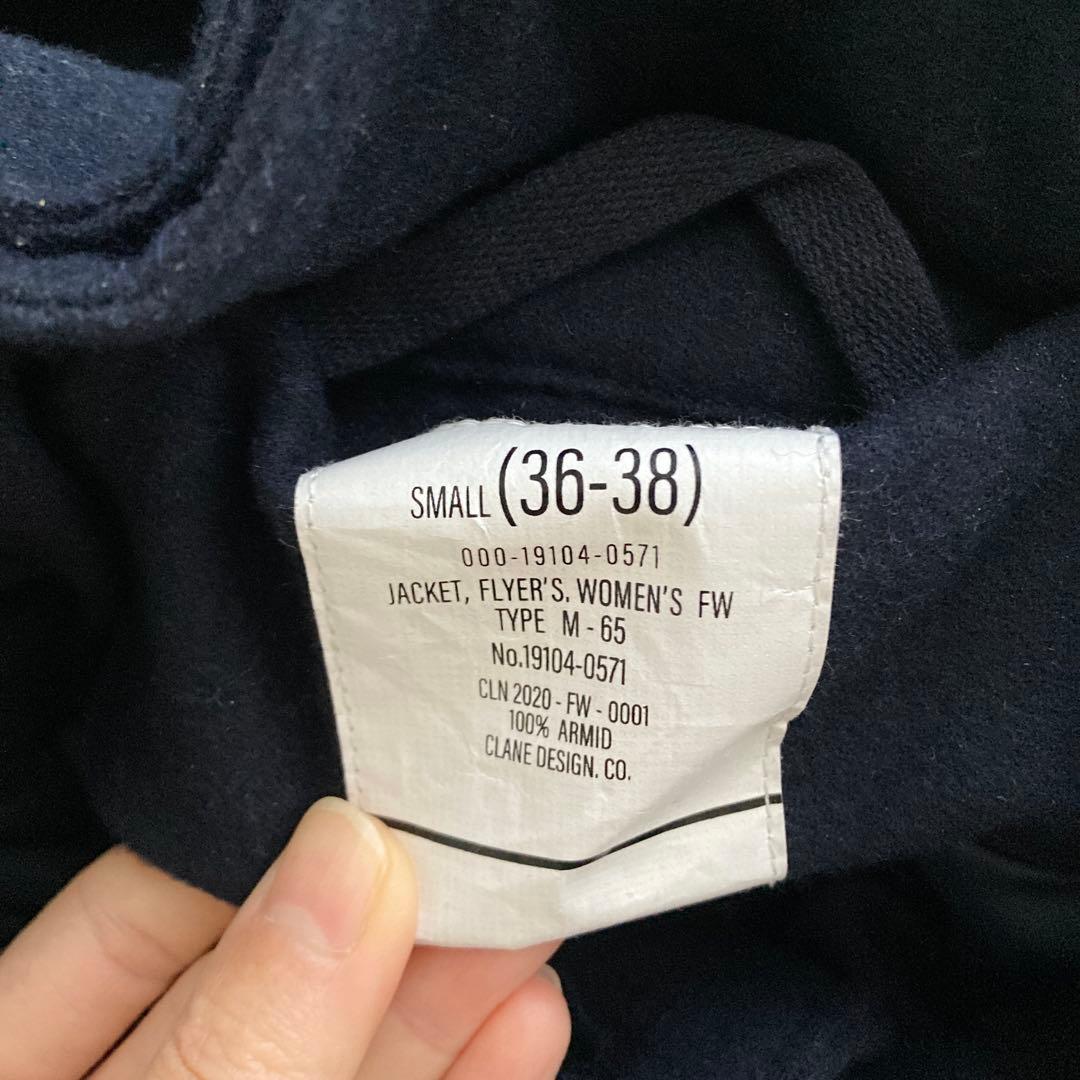 SMALL (36-38)
000-19104-0571
JACKET, FLYER'S. WOMEN'S FW
TYPE M-65
No.19104-0571
CLN 2020-FW-0001
100% ARMID
CLANE DESIGN. CO.